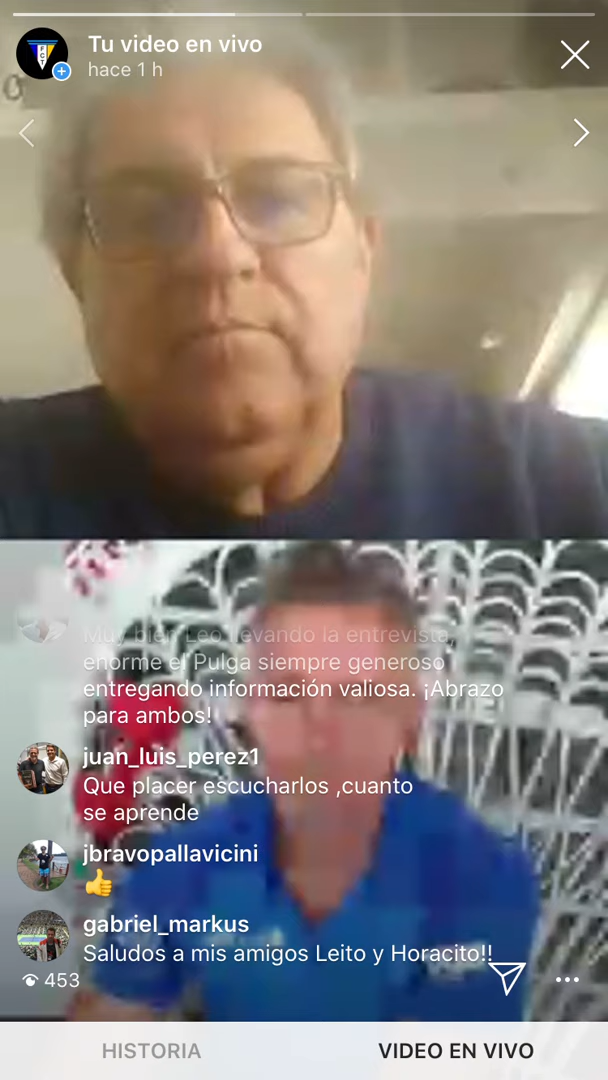 Tu video en vivo
hace 1 h
Muy bien Leo llevando la entrevista,
enorme el Pulga siempre generoso
entregando información valiosa. ¡Abrazo
para ambos!
juan_luis_perez1
Que placer escucharlos ,cuanto
se aprende
jbravopallavicini
👍
gabriel_markus
Saludos a mis amigos Leito y Horacito!!
453
HISTORIA
VIDEO EN VIVO